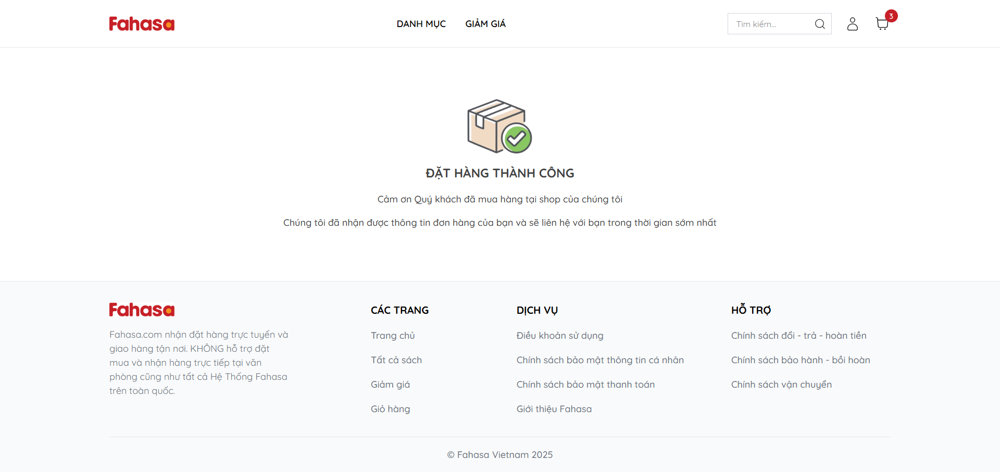 Fahasa
DANH MỤC
GIẢM GIÁ
Tìm kiếm...
3
ĐẶT HÀNG THÀNH CÔNG
Cảm ơn Quý khách đã mua hàng tại shop của chúng tôi
Chúng tôi đã nhận được thông tin đơn hàng của bạn và sẽ liên hệ với bạn trong thời gian sớm nhất
Fahasa
Fahasa.com nhận đặt hàng trực tuyến và
giao hàng tận nơi. KHÔNG hỗ trợ đặt
mua và nhận hàng trực tiếp tại văn
phòng cũng như tất cả Hệ Thống Fahasa
trên toàn quốc.
CÁC TRANG
Trang chủ
Tất cả sách
Giảm giá
Giỏ hàng
DỊCH VỤ
Điều khoản sử dụng
Chính sách bảo mật thông tin cá nhân
Chính sách bảo mật thanh toán
Giới thiệu Fahasa
HỖ TRỢ
Chính sách đổi - trả - hoàn tiền
Chính sách bảo hành - bồi hoàn
Chính sách vận chuyển
© Fahasa Vietnam 2025